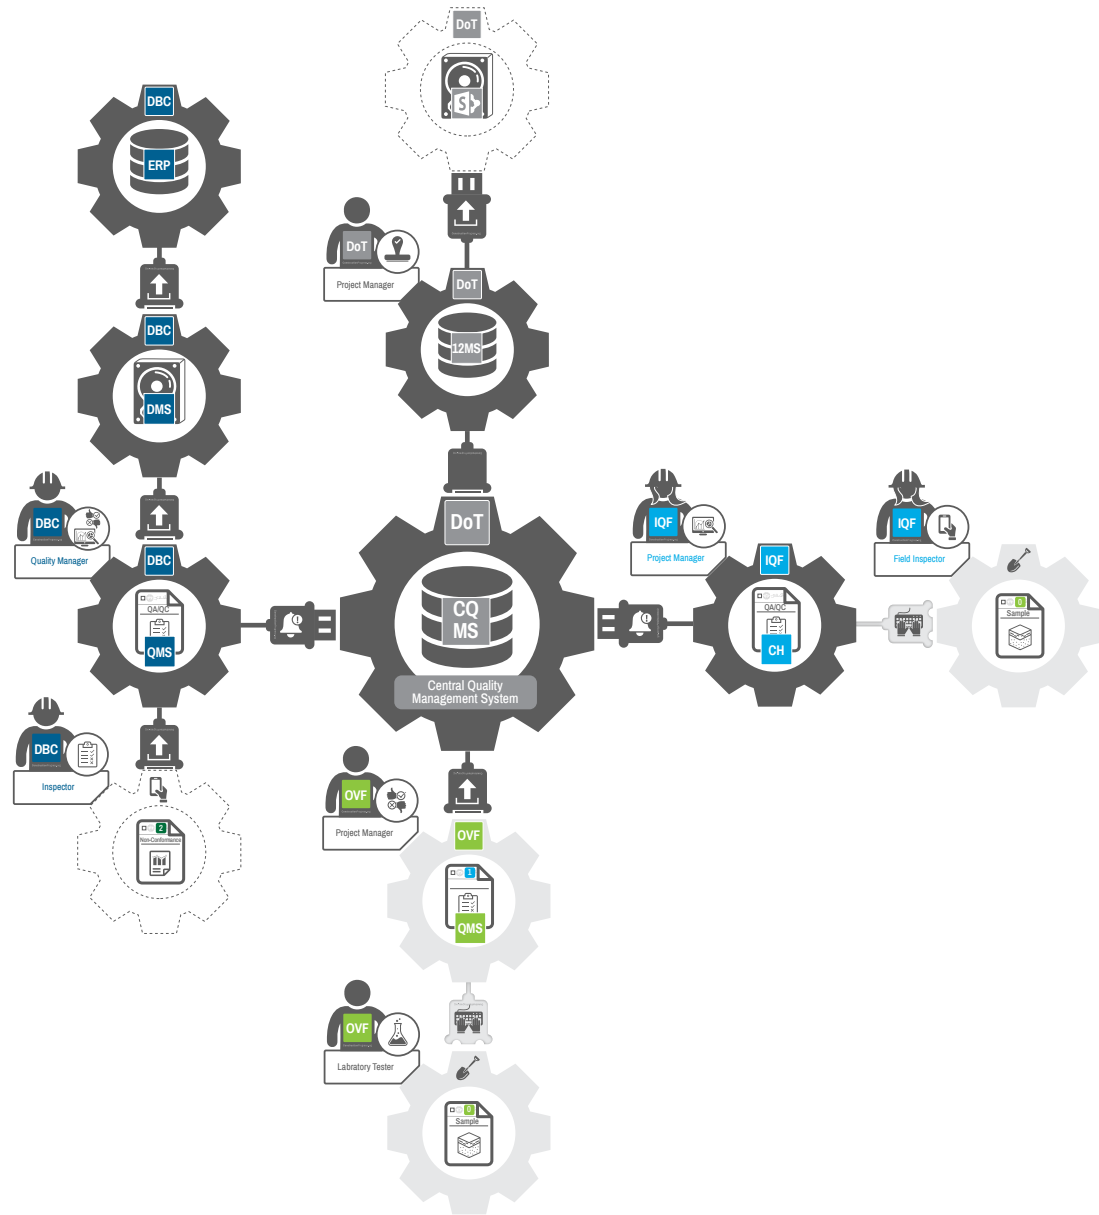 DoT
S
DBC
ERP
DoT
Project Manager
DoT
12MS
DBC
DMS
DBC
Quality Manager
DBC
QA/QC
QMS
DoT
CQ
MS
Central Quality
Management System
IQF
Project Manager
IQF
QA/QC
CH
IQF
Field Inspector
0
Sample
DBC
Inspector
2
Non-Conformance
OVF
Project Manager
OVF
1
QMS
OVF
Labratory Tester
0
Sample